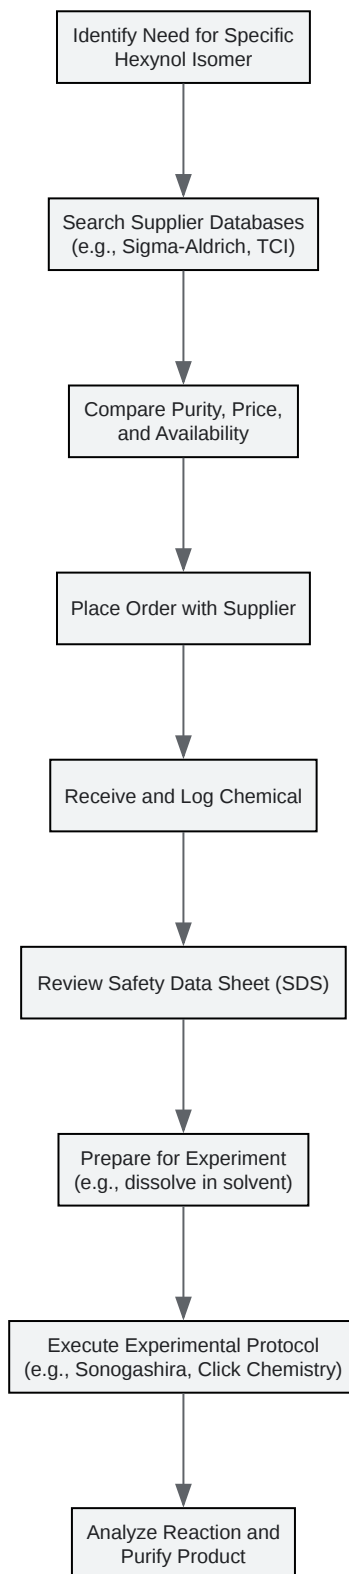 Identify Need for Specific
Hexynol Isomer
Search Supplier Databases
(e.g., Sigma-Aldrich, TCI)
Compare Purity, Price,
and Availability
Place Order with Supplier
Receive and Log Chemical
Review Safety Data Sheet (SDS)
Prepare for Experiment
(e.g., dissolve in solvent)
Execute Experimental Protocol
(e.g., Sonogashira, Click Chemistry)
Analyze Reaction and
Purify Product